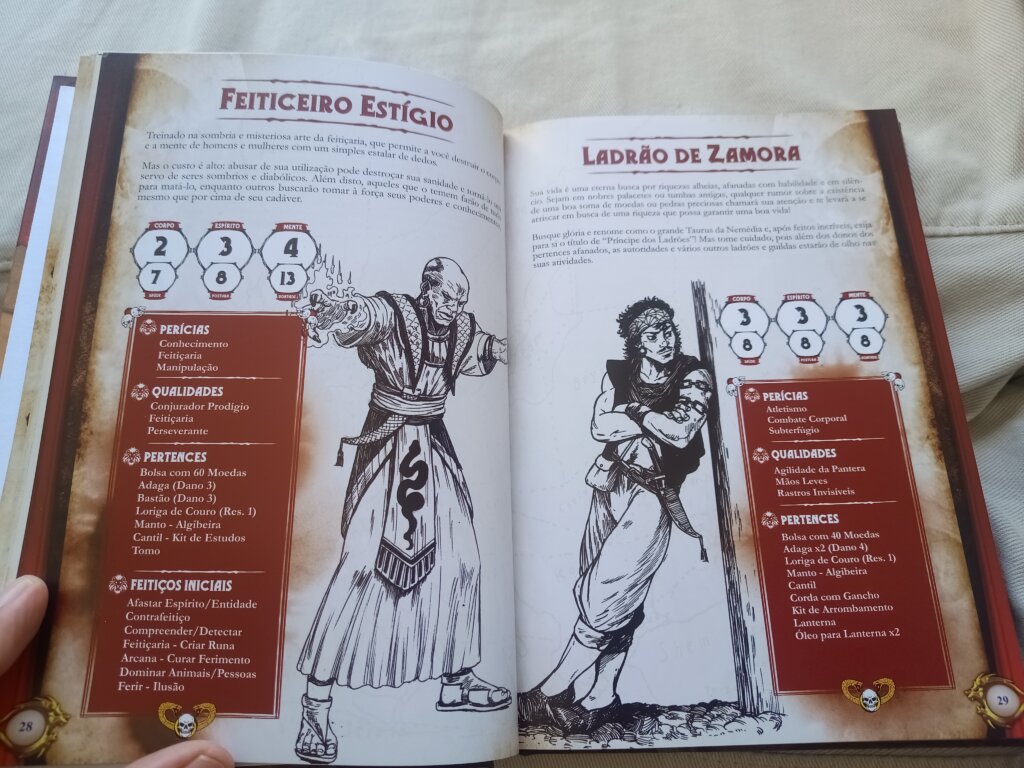 FEITICEIRO ESTÍGIO
Treinado na sombria e misteriosa arte da feitiçaria, que permite a você destruir o corpo
e a mente de homens e mulheres com um simples estalar de dedos.
Mas o custo é alto: abusar de sua utilização pode destroçar sua sanidade e torná-lo um
servo de seres sombrios e diabólicos. Além disto, aqueles que o temem farão de tudo
para matá-lo, enquanto outros buscarão tomar à força seus poderes e conhecimento,
mesmo que por cima de seu cadáver.
CORPO ESPÍRITO MENTE
2 3 4
7 8 13
SAÚDE POSTURA VONTADE
PERÍCIAS
Conhecimento
Feitiçaria
Manipulação
QUALIDADES
Conjurador Prodígio
Feitiçaria
Perseverante
PERTENCES
Bolsa com 60 Moedas
Adaga (Dano 3)
Bastão (Dano 3)
Loriga de Couro (Res. 1)
Manto - Algibeira
Cantil - Kit de Estudos
Tomo
FEITIÇOS INICIAIS
Afastar Espírito/Entidade
Contrafeitiço
Compreender/Detectar
Feitiçaria - Criar Runa
Arcana - Curar Ferimento
Dominar Animais/Pessoas
Ferir - Ilusão
28
LADRÃO DE ZAMORA
Sua vida é uma eterna busca por riquezas alheias, afanadas com habilidade e em silên-
cio. Sejam em nobres palacetes ou tumbas antigas, qualquer rumor sobre a existência
de uma boa soma de moedas ou pedras preciosas chamará sua atenção e te levará a se
arriscar em busca de uma riqueza que possa garantir uma boa vida!
Busque glória e renome como o grande Taurus da Nemédia e, após feitos incríveis, exija
para si o título de "Príncipe dos Ladrões"! Mas tome cuidado, pois além dos donos dos
pertences afanados, as autoridades e vários outros ladrões e guildas estarão de olho nas
suas atividades.
CORPO ESPÍRITO MENTE
3 3 3
8 8 8
SAÚDE POSTURA VONTADE
PERÍCIAS
Atletismo
Combate Corporal
Subterfúgio
QUALIDADES
Agilidade da Pantera
Mãos Leves
Rastros Invisíveis
PERTENCES
Bolsa com 40 Moedas
Adaga x2 (Dano 4)
Loriga de Couro (Res. 1)
Manto - Algibeira
Cantil
Corda com Gancho
Kit de Arrombamento
Lanterna
Óleo para Lanterna x2
29